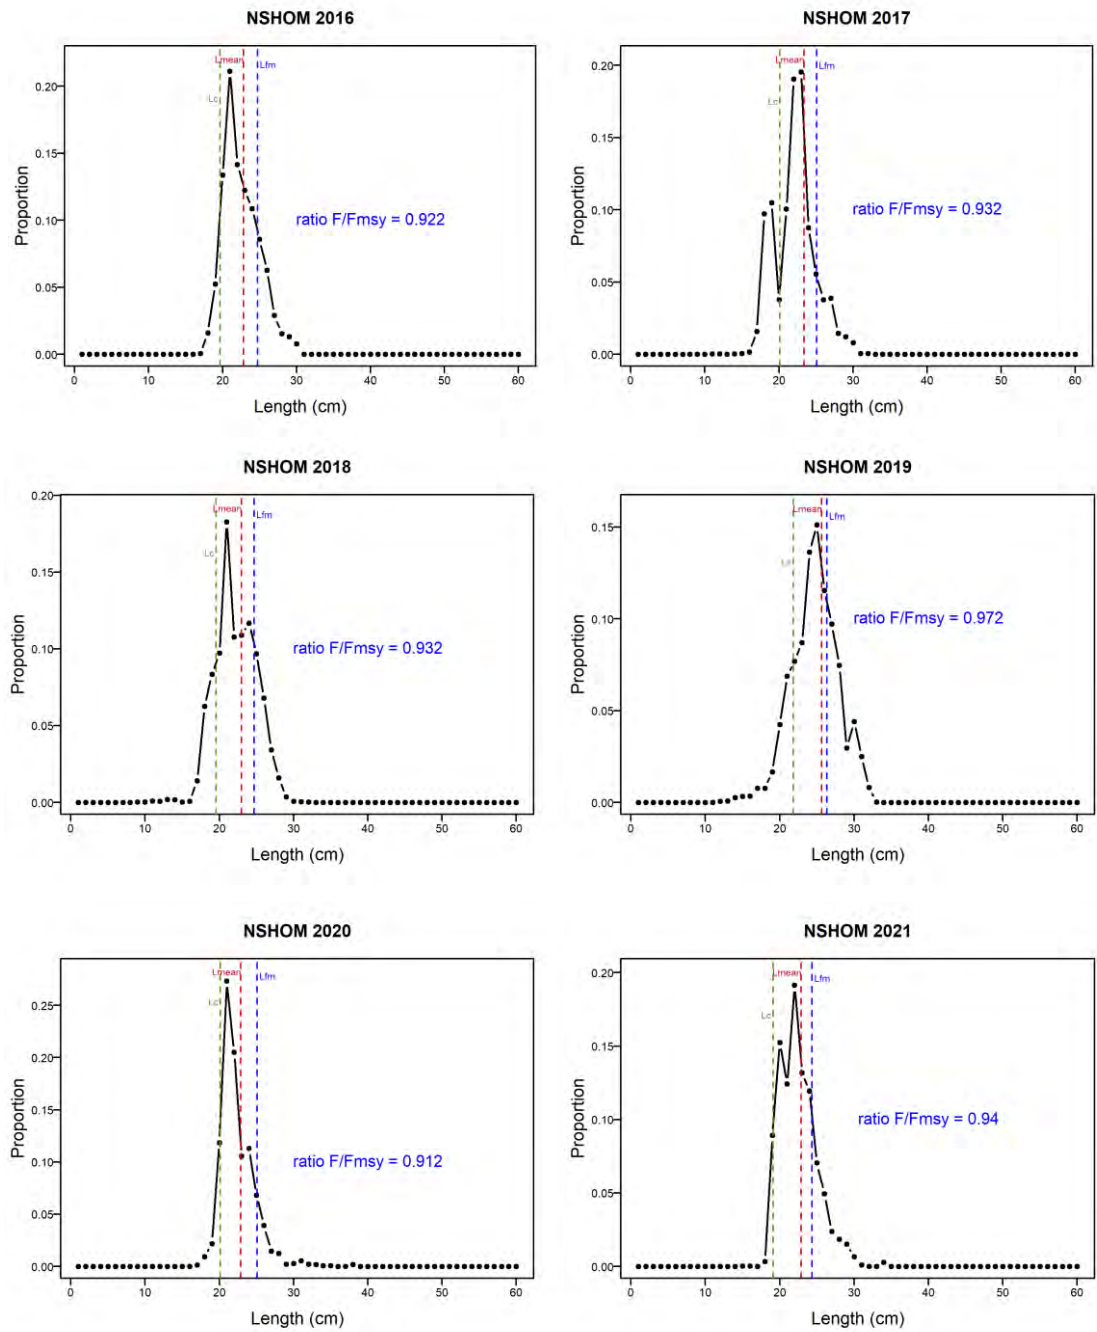 NSHOM 2016
Proportion
0.20
0.15
0.10
0.05
0.00
Lmean
Lfm
Lc
ratio F/Fmsy = 0.922
0 10 20 30 40 50 60
Length (cm)
NSHOM 2017
Proportion
0.20
0.15
0.10
0.05
0.00
Lmean
Lfm
Lc
ratio F/Fmsy = 0.932
0 10 20 30 40 50 60
Length (cm)
NSHOM 2018
Proportion
0.20
0.15
0.10
0.05
0.00
Lmean
Lfm
Lc
ratio F/Fmsy = 0.932
0 10 20 30 40 50 60
Length (cm)
NSHOM 2019
Proportion
0.15
0.10
0.05
0.00
Lmean
Lfm
Lc
ratio F/Fmsy = 0.972
0 10 20 30 40 50 60
Length (cm)
NSHOM 2020
Proportion
0.25
0.20
0.15
0.10
0.05
0.00
Lmean
Lfm
Lc
ratio F/Fmsy = 0.912
0 10 20 30 40 50 60
Length (cm)
NSHOM 2021
Proportion
0.20
0.15
0.10
0.05
0.00
Lmean
Lfm
Lc
ratio F/Fmsy = 0.94
0 10 20 30 40 50 60
Length (cm)